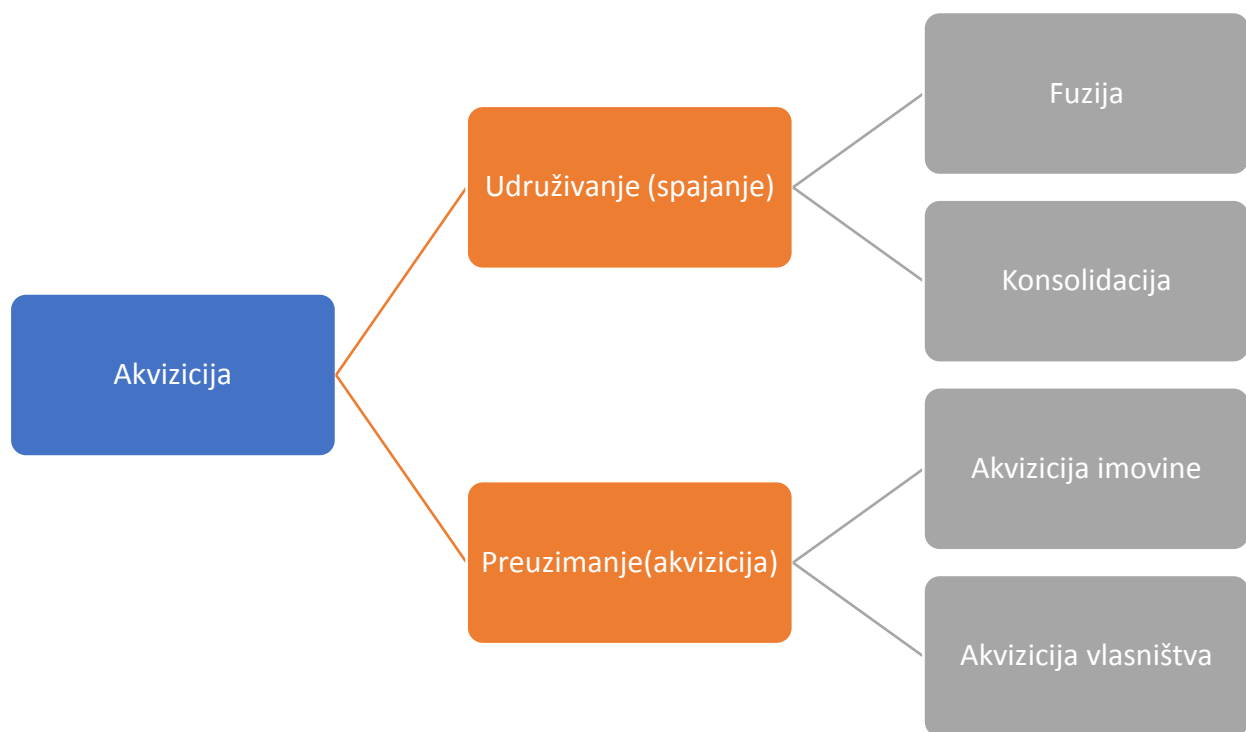 Akvizicija
Udruživanje (spajanje)
Fuzija
Konsolidacija
Preuzimanje(akvizicija)
Akvizicija imovine
Akvizicija vlasništva